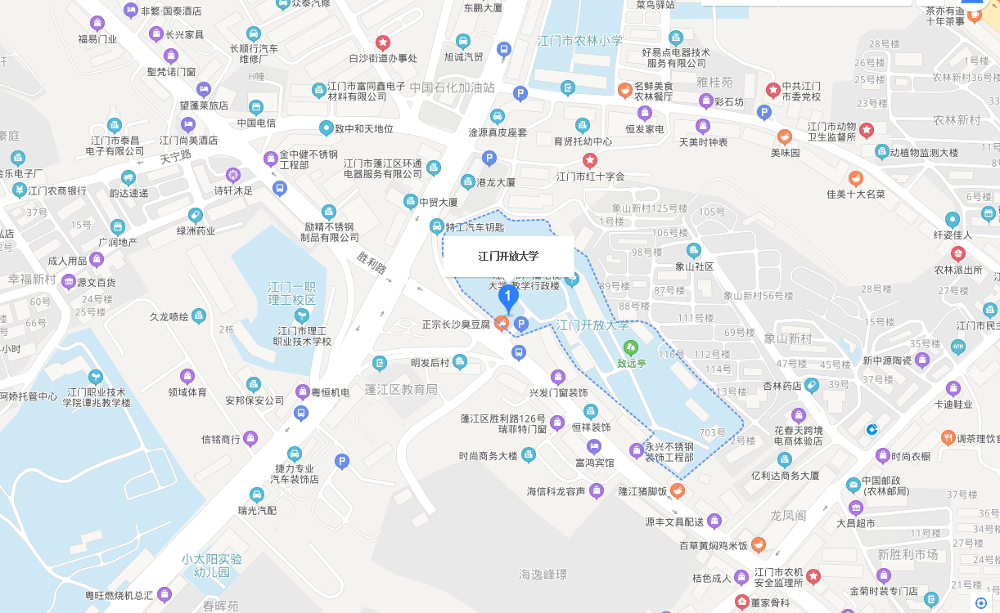 非繁·国泰酒店
众泰汽修
东鹏大厦
菜鸟驿站
茶亦有道
十年茶事
福易门业
长兴家具
长顺行汽车
维修厂
白沙街道办事处
旭诚汽贸
江门市农林小学
好易点电器技术
服务有限公司
28号楼
26号楼
25号楼
1号楼
农林新村36号楼
聖梵诺门窗
H幢
江门市富同鑫电子
材料有限公司
中国石化加油站
P
名鲜美食
农林餐厅
雅桂苑
中共江门
市委党校
23号楼
望蓬莱旅店
中国电信
彩石坊
P
农林新村
豪庭
江门市泰昌
电子有限公司
江门尚美酒店
致中和天地位
淦源真皮座套
育贤托幼中心
恒发家电
天美时钟表
美味园
江门市动物
卫生监督所
动植物监测大楼
天宁路
金中健不锈钢
工程部
江门市蓬江区环通
电器服务有限公司
P
江门市红十字会
金乐电子厂
江门农商银行
韵达速递
诗轩沐足
港龙大厦
佳美十大名菜
6号楼
37号
15号
绿洲药业
励精不锈钢
制品有限公司
中贸大厦
特工汽车钥匙
象山新村125号楼
1号楼
105号
106号楼
98号楼
纤姿佳人
广润地产
成人用品
胜利路
江门开放大学
象山社区
农林派出所
幸福新村
源文百货
60号
24号楼
25号楼
江门一职
理工校区
大学-教学行政楼
1
89号楼
87号楼
88号楼
象山新村56号楼
久龙喷绘
2栋
江门市理工
职业技术学校
正宗长沙臭豆腐
P
江门开放大学
111号楼
69号楼
象山新村
江门市民主
致远亭
116号
112号楼
114号
47号楼
45号楼
新中源陶瓷
ATM
江门职业技术
学院谭兆教学楼
阿娇托管中心
领域体育
安邦保安公司
粤恒机电
明发后村
蓬江区教育局
兴发门窗装饰
113号楼
杏林药店
39号
卡迪鞋业
信铭商行
蓬江区胜利路126号
瑞菲特门窗
恒祥装饰
703号
2号楼
花春天跨境
电商体验店
调茶理饮食
捷力专业
汽车装饰店
P
时尚商务大楼
富鸿宾馆
永兴不锈钢
装饰工程部
亿利达商务大厦
时尚衣橱
瑞光汽配
海信科龙容声
隆江猪脚饭
中国邮政
(农林邮局)
37号楼
源丰文具配送
龙凤阁
大昌超市
36号
34号楼
11号楼
27号楼
百草黄焖鸡米饭
新胜利市场
小太阳实验
幼儿园
海逸峰璟
桔色成人
江门市农机
安全监理所
金菊时装专门店
21号楼
粤旺燃烧机总汇
春晖苑
董家骨科